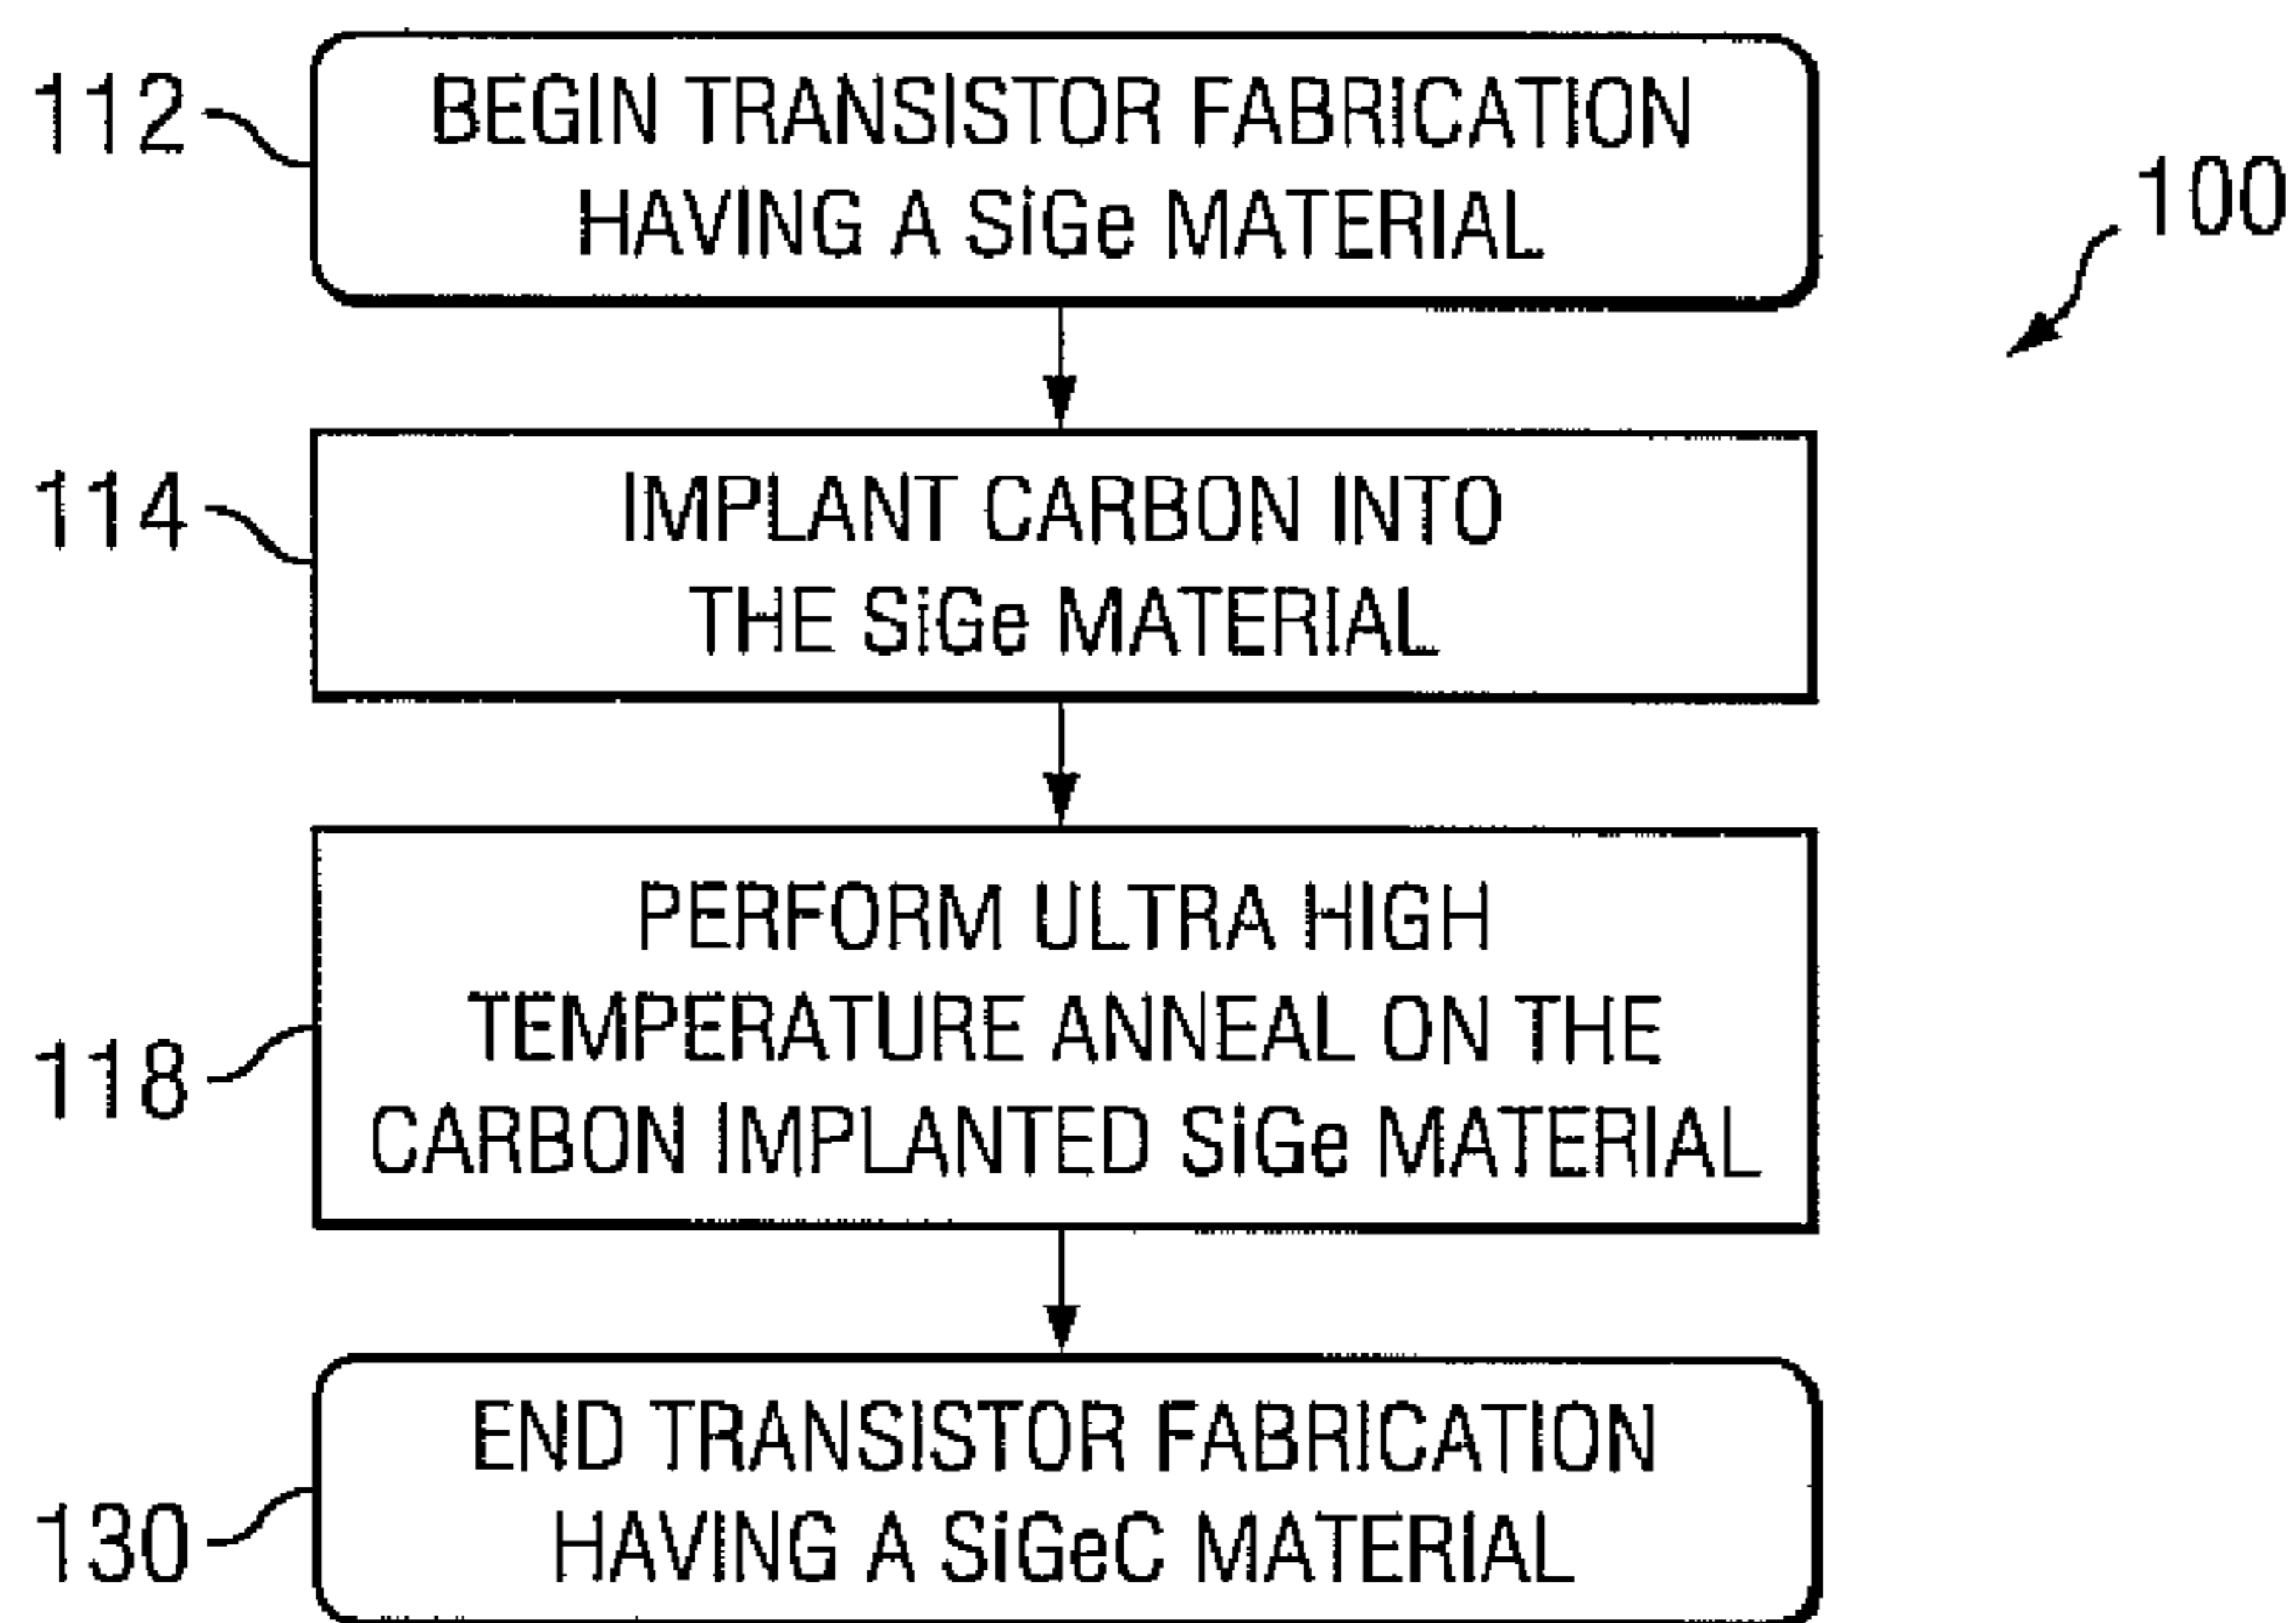 112
BEGIN TRANSISTOR FABRICATION
HAVING A SiGe MATERIAL
100
114
IMPLANT CARBON INTO
THE SiGe MATERIAL
118
PERFORM ULTRA HIGH
TEMPERATURE ANNEAL ON THE
CARBON IMPLANTED SiGe MATERIAL
130
END TRANSISTOR FABRICATION
HAVING A SiGeC MATERIAL